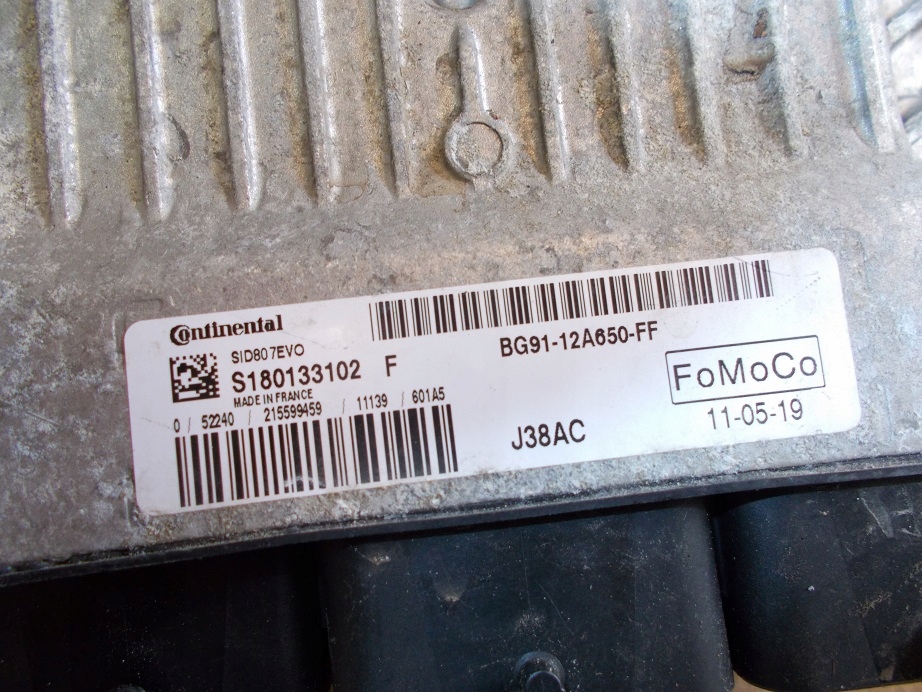 Continental
SID807EVO
S180133102 F
MADE IN FRANCE
0 / 52240 / 215599459 / 11139 / 601A5
BG91-12A650-FF
FoMoCo
J38AC
11-05-19